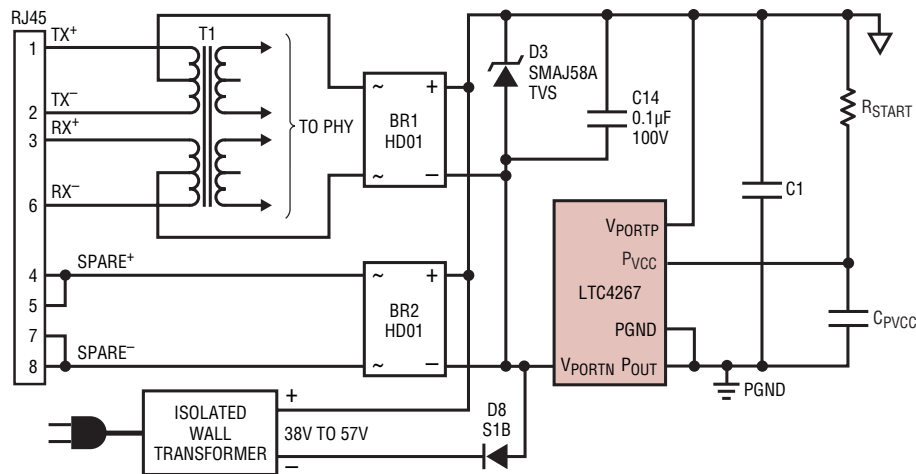 RJ45
1
TX+
2
TX−
3
RX+
6
RX−
4
SPARE+
5
7
8
SPARE−
T1
TO PHY
~
+
BR1
HD01
~
−
~
+
BR2
HD01
~
−
D3
SMAJ58A
TVS
C14
0.1µF
100V
RSTART
C1
VPORTP
PVCC
LTC4267
PGND
VPORTN POUT
CPVCC
PGND
ISOLATED
WALL
TRANSFORMER
+
38V TO 57V
−
D8
S1B